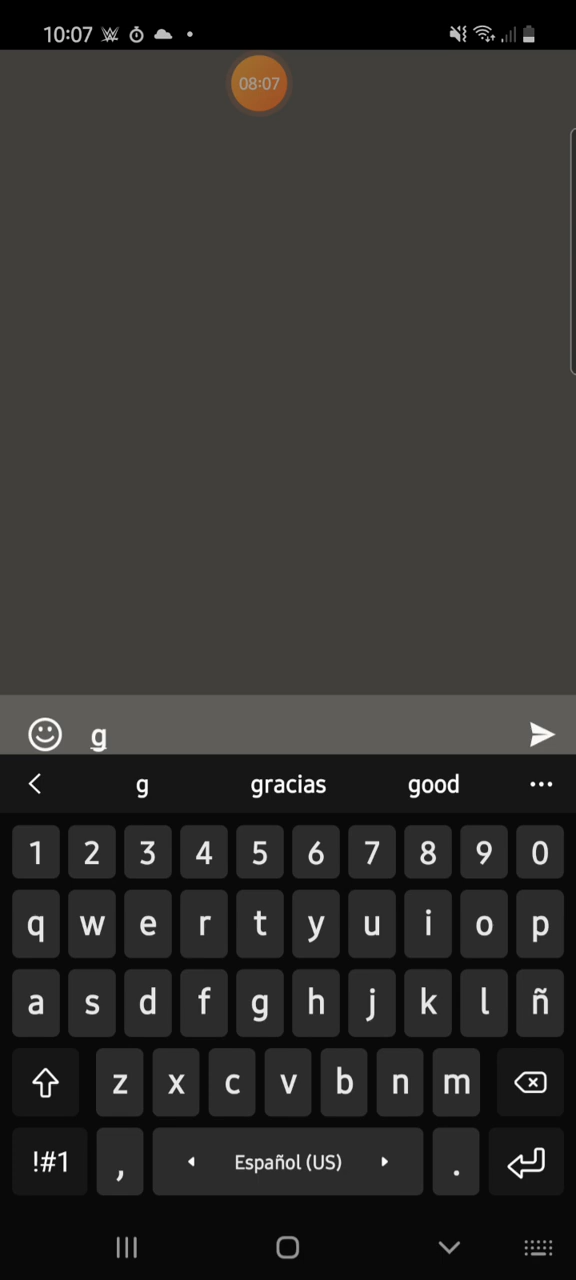 10:07
08:07
g
g gracias good
1 2 3 4 5 6 7 8 9 0
q w e r t y u i o p
a s d f g h j k l ñ
z x c v b n m
!#1 , Español (US) .